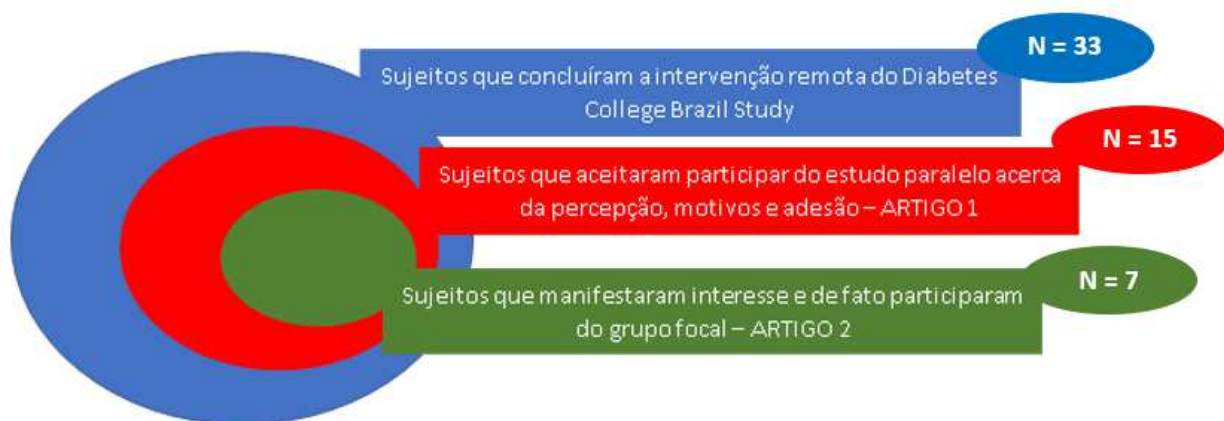 N = 33
Sujeitos que concluíram a intervenção remota do Diabetes
College Brazil Study
N = 15
Sujeitos que aceitaram participar do estudo paralelo acerca
da percepção, motivos e adesão – ARTIGO 1
N = 7
Sujeitos que manifestaram interesse e de fato participaram
do grupo focal – ARTIGO 2